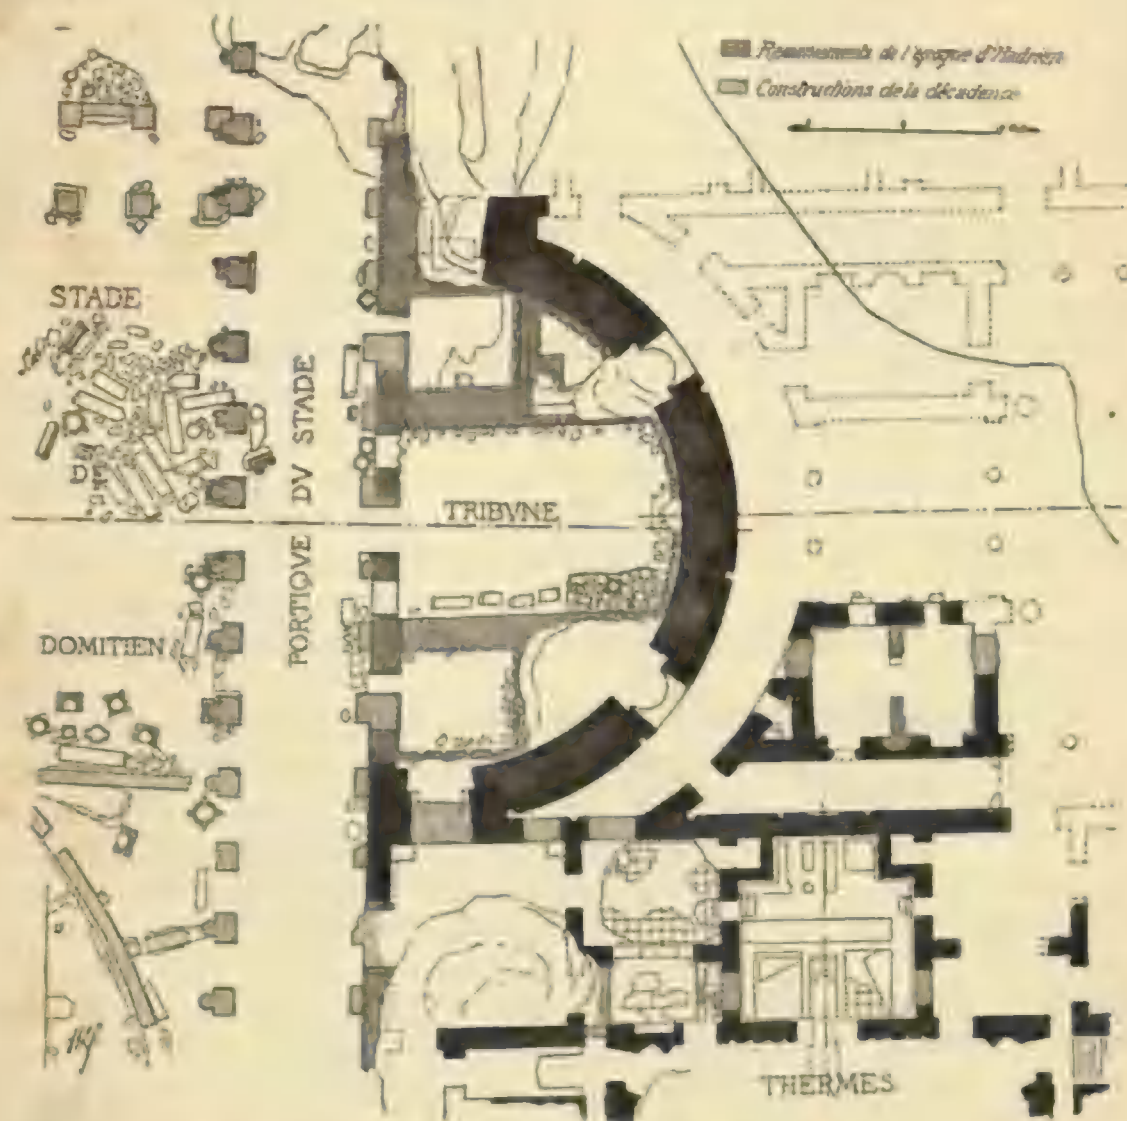 Remaniements de l'époque d'Hadrien
Constructions de la décadence
STADE
PORTIQVE DV STADE
TRIBVNE
DOMITIEN
THERMES